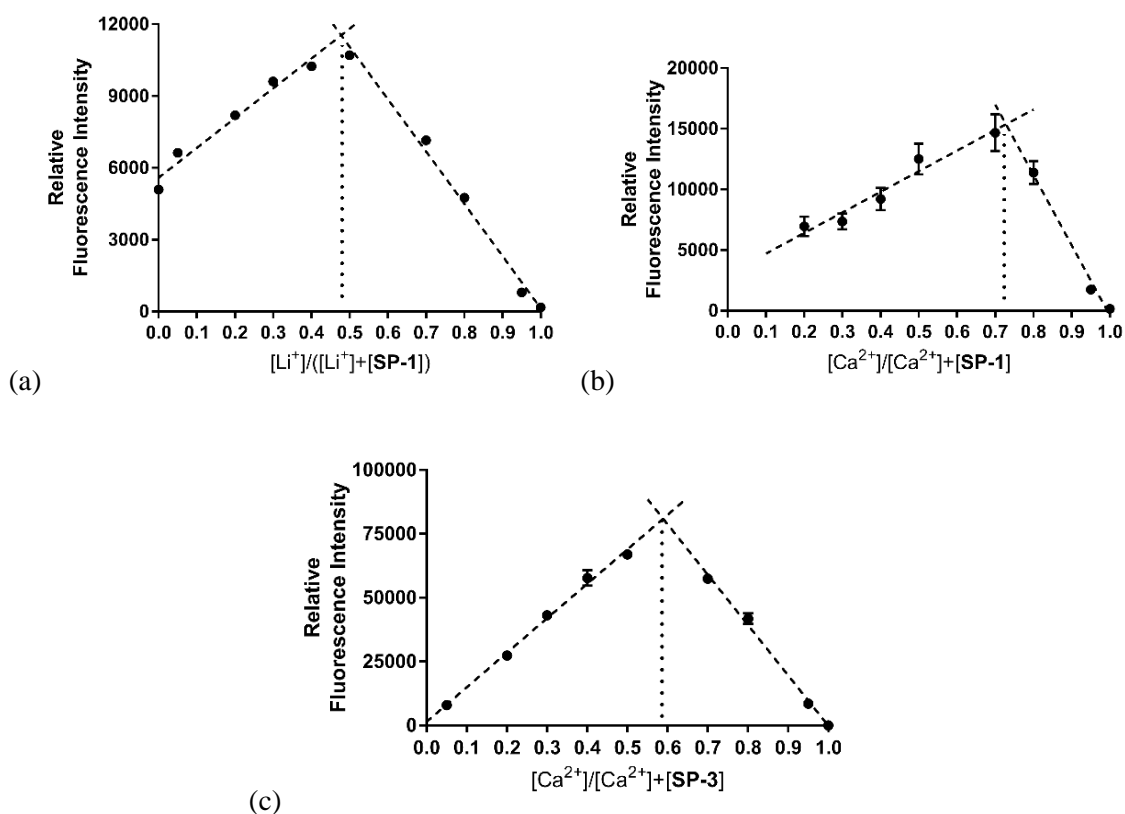 12000
9000
6000
3000
0
Relative
Fluorescence Intensity
0.0 0.1 0.2 0.3 0.4 0.5 0.6 0.7 0.8 0.9 1.0
[Li⁺]/([Li⁺]+[SP-1])
(a)
20000
15000
10000
5000
0
Relative
Fluorescence Intensity
0.0 0.1 0.2 0.3 0.4 0.5 0.6 0.7 0.8 0.9 1.0
[Ca²⁺]/[Ca²⁺]+[SP-1]
(b)
100000
75000
50000
25000
0
Relative
Fluorescence Intensity
0.0 0.1 0.2 0.3 0.4 0.5 0.6 0.7 0.8 0.9 1.0
[Ca²⁺]/[Ca²⁺]+[SP-3]
(c)